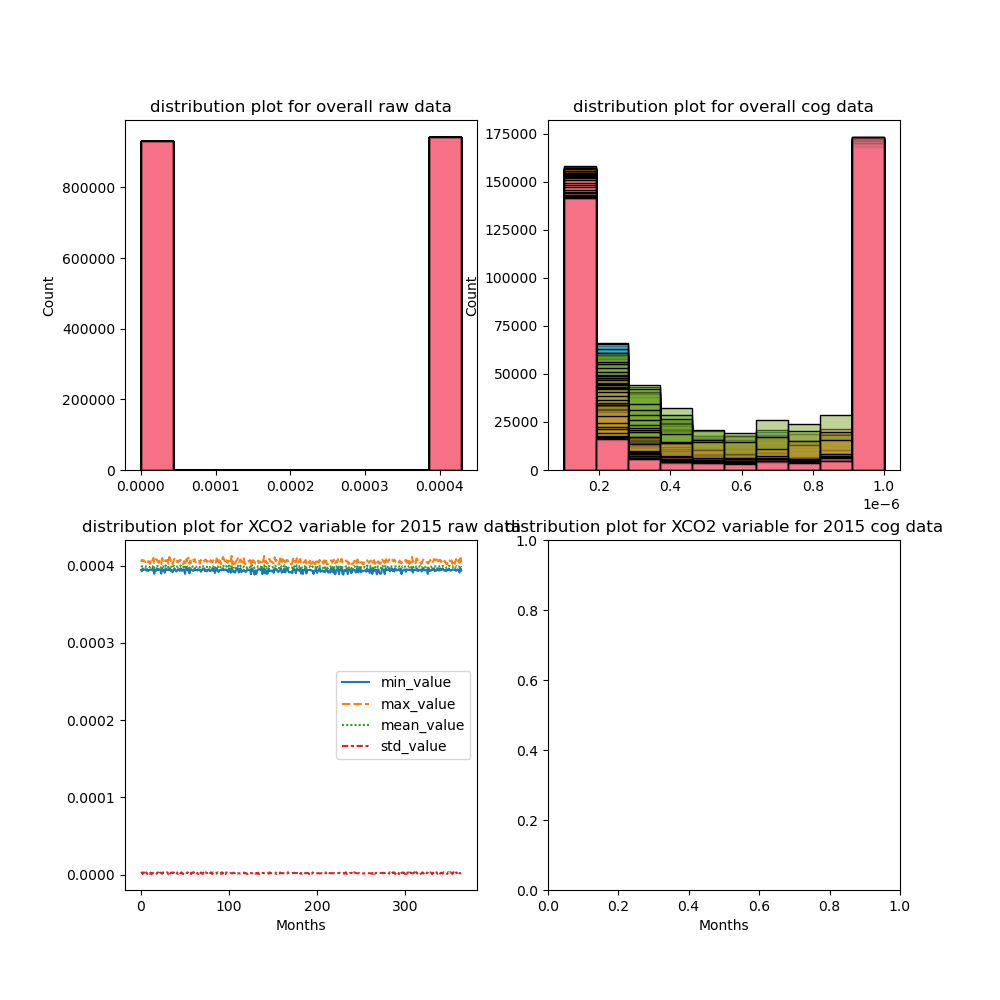 distribution plot for overall raw data
Count
800000
600000
400000
200000
0
0.0000 0.0001 0.0002 0.0003 0.0004
distribution plot for overall cog data
Count
175000
150000
125000
100000
75000
50000
25000
0
0.2 0.4 0.6 0.8 1.0
1e−6
distribution plot for XCO2 variable for 2015 raw data
0.0004
0.0003
0.0002
0.0001
0.0000
min_value
max_value
mean_value
std_value
0 100 200 300
Months
distribution plot for XCO2 variable for 2015 cog data
1.0
0.8
0.6
0.4
0.2
0.0
0.0 0.2 0.4 0.6 0.8 1.0
Months